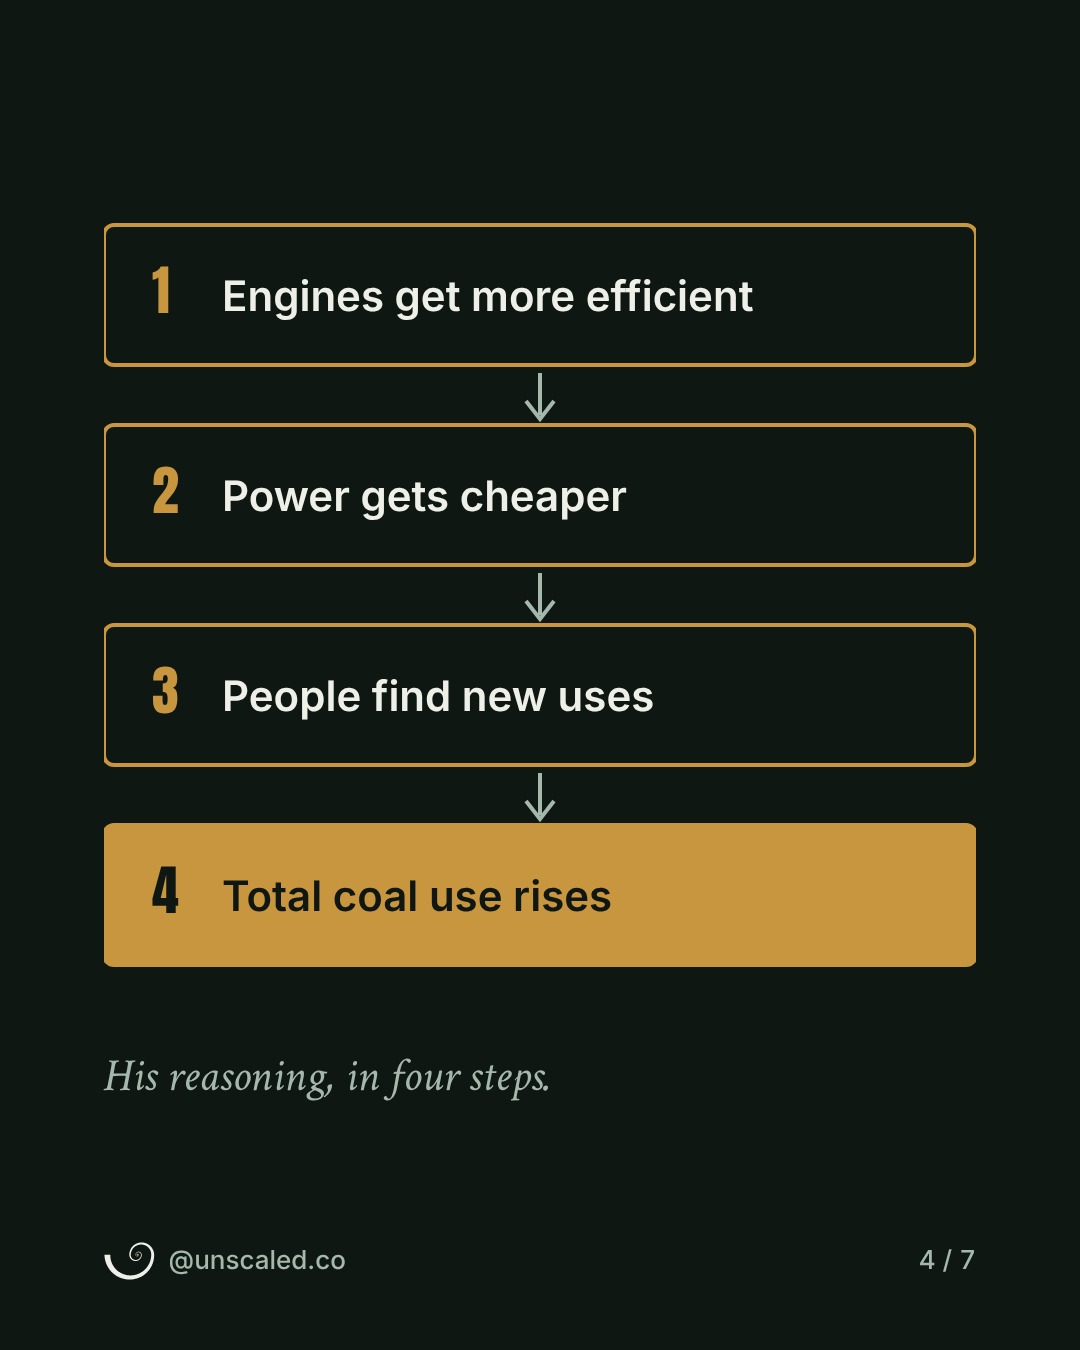 1 Engines get more efficient
2 Power gets cheaper
3 People find new uses
4 Total coal use rises
His reasoning, in four steps.
@unscaled.co 4 / 7